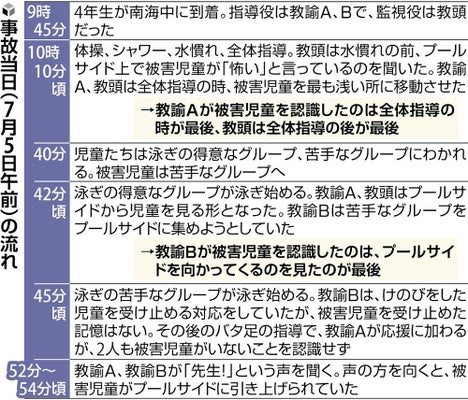 事故当日(7月5日午前)の流れ
9時
45分
4年生が南海中に到着。指導役は教諭A、Bで、監視役は教頭
だった
10時
10分
頃
体操、シャワー、水慣れ、全体指導。教頭は水慣れの前、プール
サイド上で被害児童が「怖い」と言っているのを聞いた。教諭
A、教頭は全体指導の時、被害児童を最も浅い所に移動させた
→教諭Aが被害児童を認識したのは全体指導の
時が最後、教頭は全体指導の後が最後
40分
児童たちは泳ぎの得意なグループ、苦手なグループにわかれ
る。被害児童は苦手なグループへ
42分
頃
泳ぎの得意なグループが泳ぎ始める。教諭A、教頭はプールサ
イドから児童を見る形となった。教諭Bは苦手なグループを
プールサイドに集めようとしていた
→教諭Bが被害児童を認識したのは、プールサイ
ドを向かってくるのを見たのが最後
45分
頃
泳ぎの苦手なグループが泳ぎ始める。教諭Bは、けのびをした
児童を受け止める対応をしていたが、被害児童を受け止めた
記憶はない。その後のバタ足の指導で、教諭Aが応援に加わる
が、2人も被害児童がいないことを認識せず
52分~
54分頃
教諭A、教諭Bが「先生!」という声を聞く。声の方を向くと、被
害児童がプールサイドに引き上げられていた